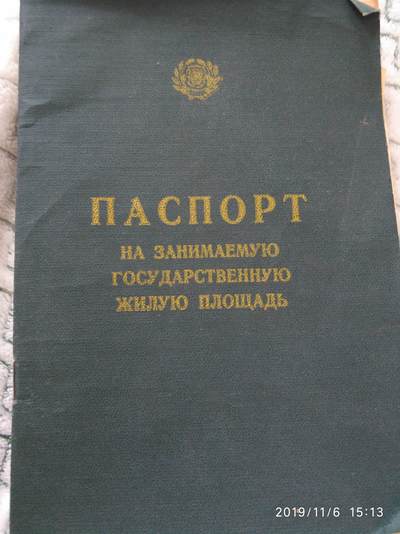 ПАСПОРТ
НА ЗАНИМАЕМУЮ
ГОСУДАРСТВЕННУЮ
ЖИЛУЮ ПЛОЩАДЬ
2019/11/6 15:13